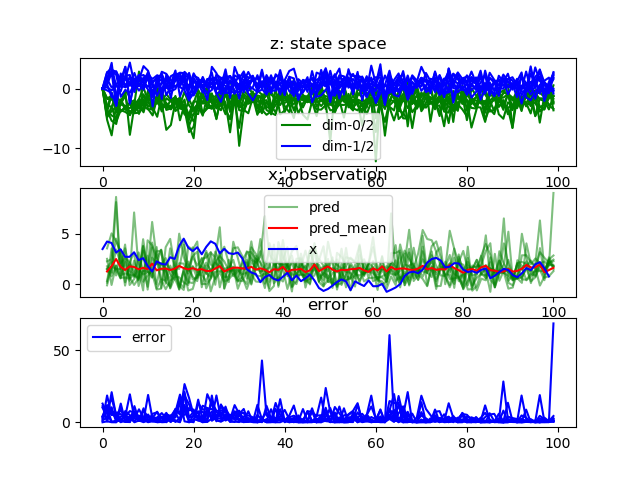 z: state space
0
−10
dim-0/2
dim-1/2
0 20 40 60 80 100
x: observation
5
0
pred
pred_mean
x
0 20 40 60 80 100
error
50
0
error
0 20 40 60 80 100